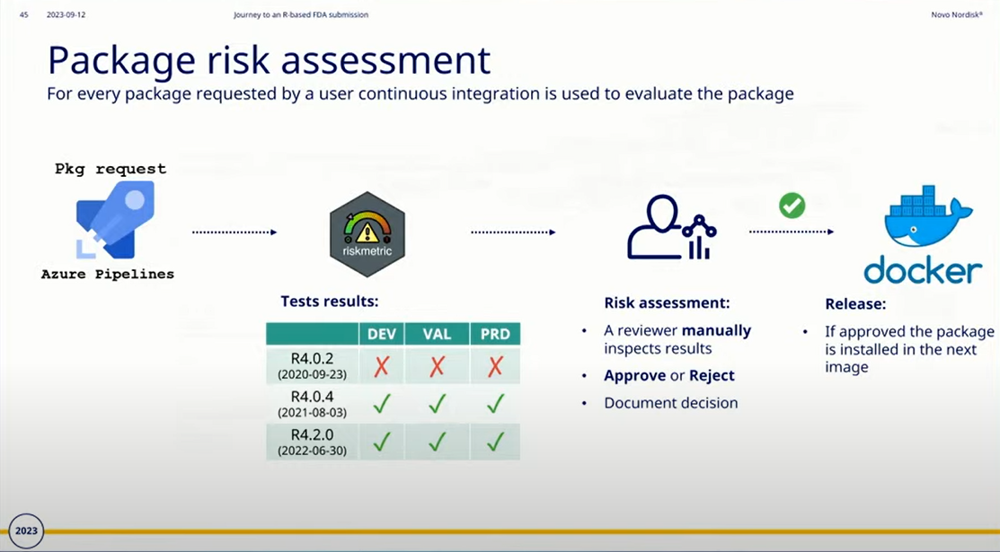 45 2023-09-12 Journey to an R-based FDA submission Novo Nordisk®
Package risk assessment
For every package requested by a user continuous integration is used to evaluate the package
Pkg request
Azure Pipelines
riskmetric
docker
Tests results:
DEV VAL PRD
R4.0.2
(2020-09-23)
✗ ✗ ✗
R4.0.4
(2021-08-03)
✓ ✓ ✓
R4.2.0
(2022-06-30)
✓ ✓ ✓
Risk assessment:
• A reviewer manually
inspects results
• Approve or Reject
• Document decision
Release:
• If approved the package
is installed in the next
image
2023